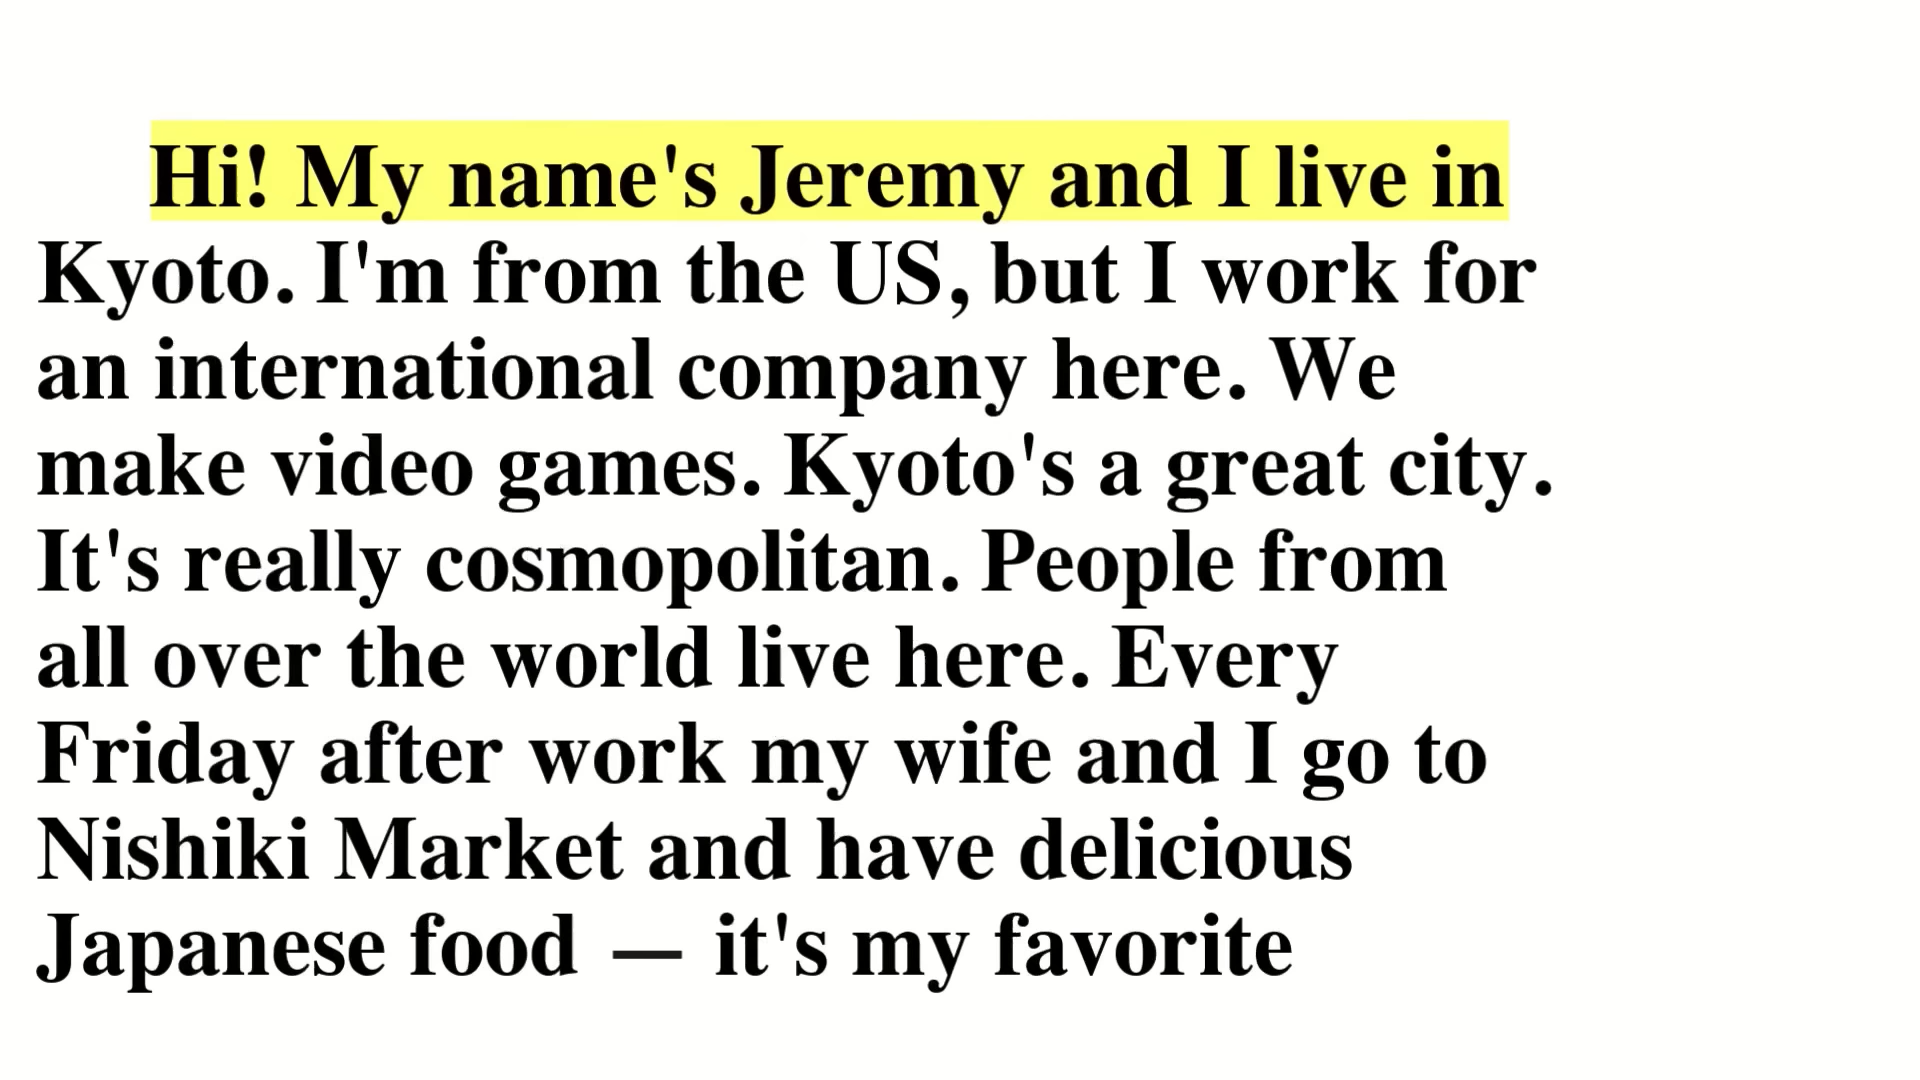 Hi! My name's Jeremy and I live in
Kyoto. I'm from the US, but I work for
an international company here. We
make video games. Kyoto's a great city.
It's really cosmopolitan. People from
all over the world live here. Every
Friday after work my wife and I go to
Nishiki Market and have delicious
Japanese food — it's my favorite